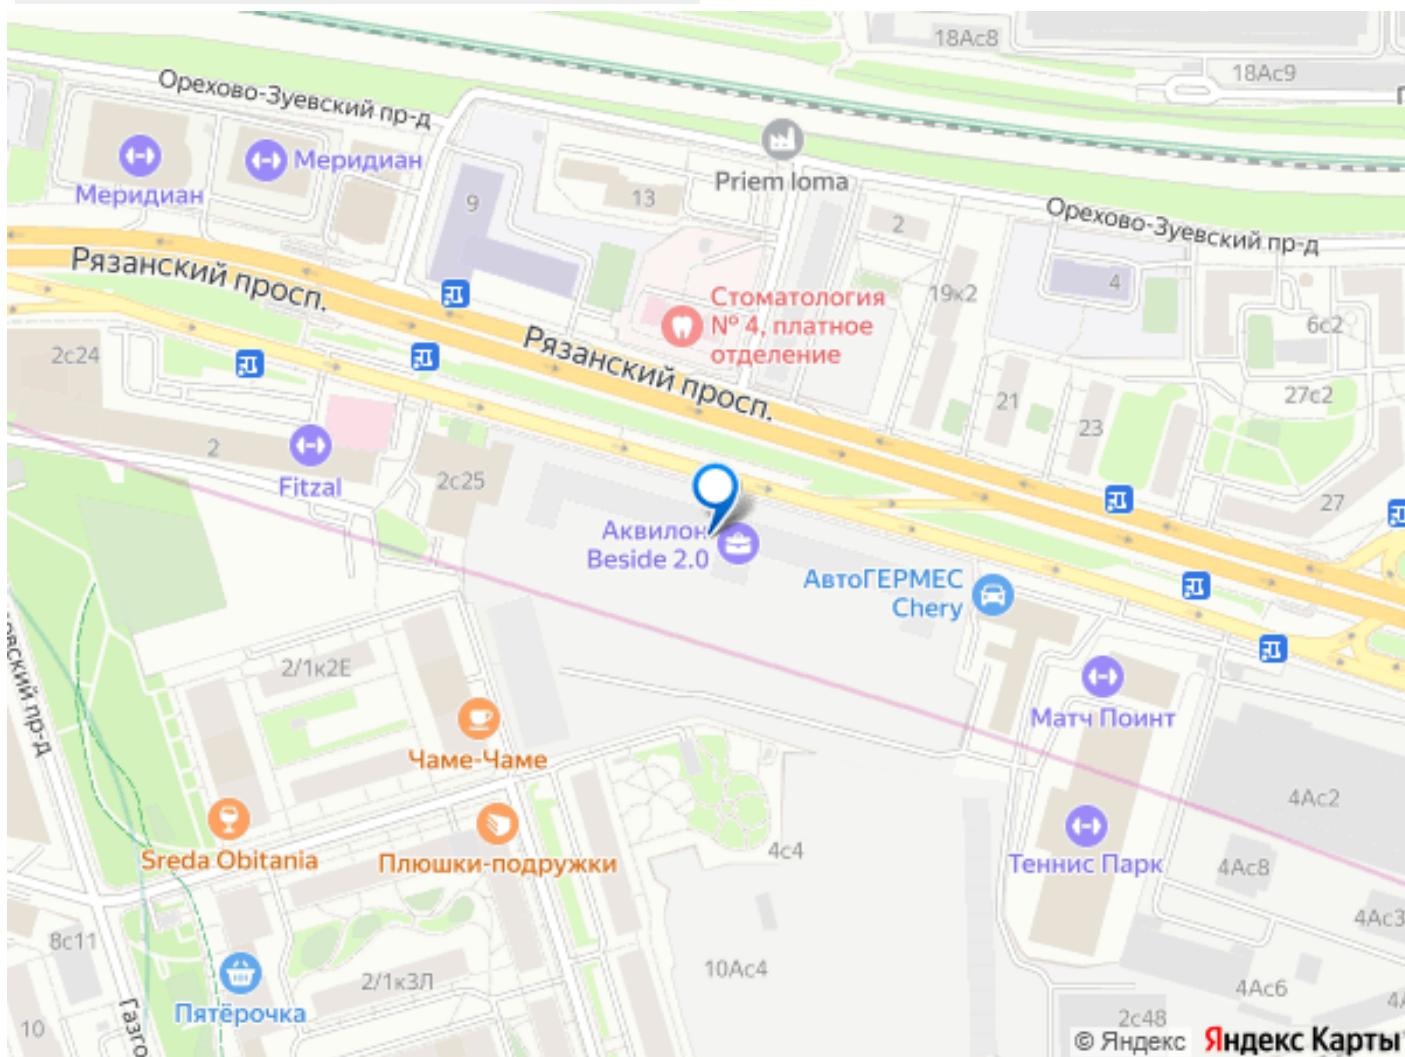 18Ас8
18Ас9
Орехово-Зуевский пр-д
Меридиан
Меридиан
Priem loma
13
9
2
Орехово-Зуевский пр-д
4
19к2
6с2
Рязанский просп.
Стоматология
№ 4, платное
отделение
Рязанский просп.
2с24
21
27с2
23
2
Fitzal
2с25
27
Аквилон
Beside 2.0
АвтоГЕРМЕС
Chery
2/1к2Е
Матч Поинт
Чаме-Чаме
4Ас2
Sreda Obitania
Плюшки-подружки
4с4
Теннис Парк
4Ас8
4Ас3
8с11
10Ас4
2/1к3Л
4Ас6
Пятёрочка
10
Газго
2с48
© Яндекс Яндекс Карты